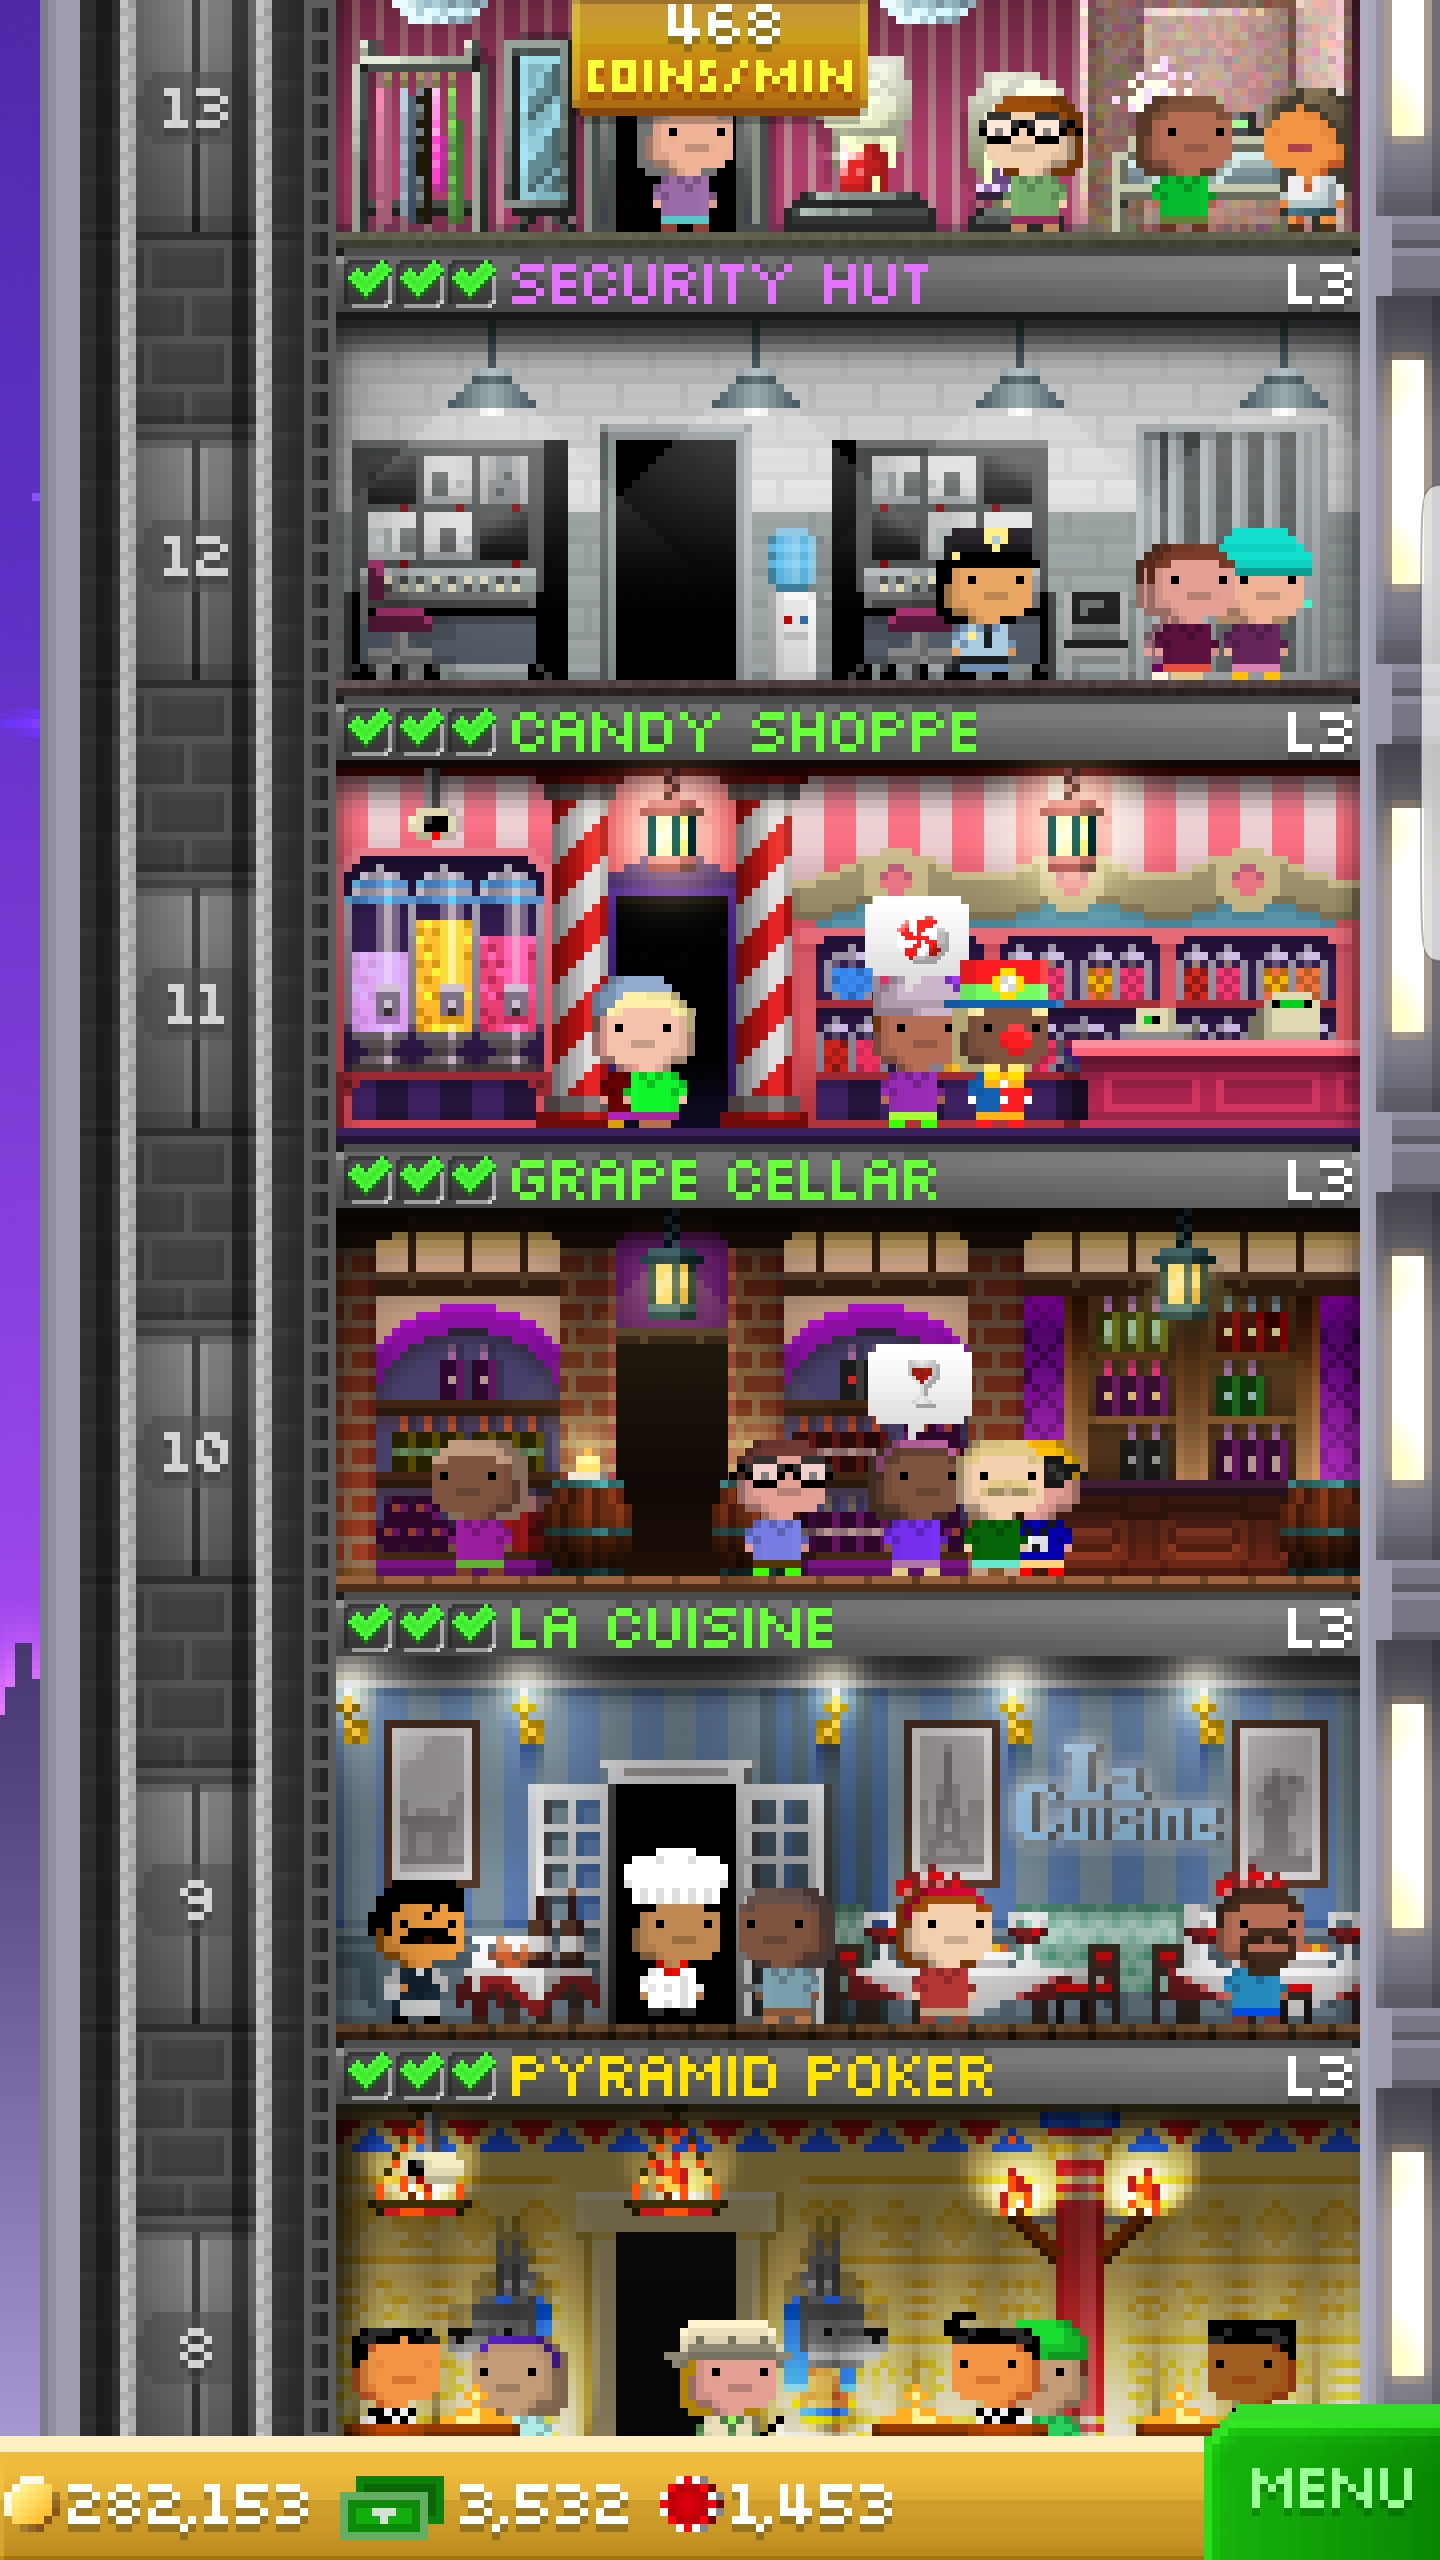 468
COINS/MIN
13
SECURITY HUT L3
12
CANDY SHOPPE L3
11
GRAPE CELLAR L3
10
LA CUISINE L3
La
Cuisine
9
PYRAMID POKER L3
8
282,153 3,532 1,453
MENU